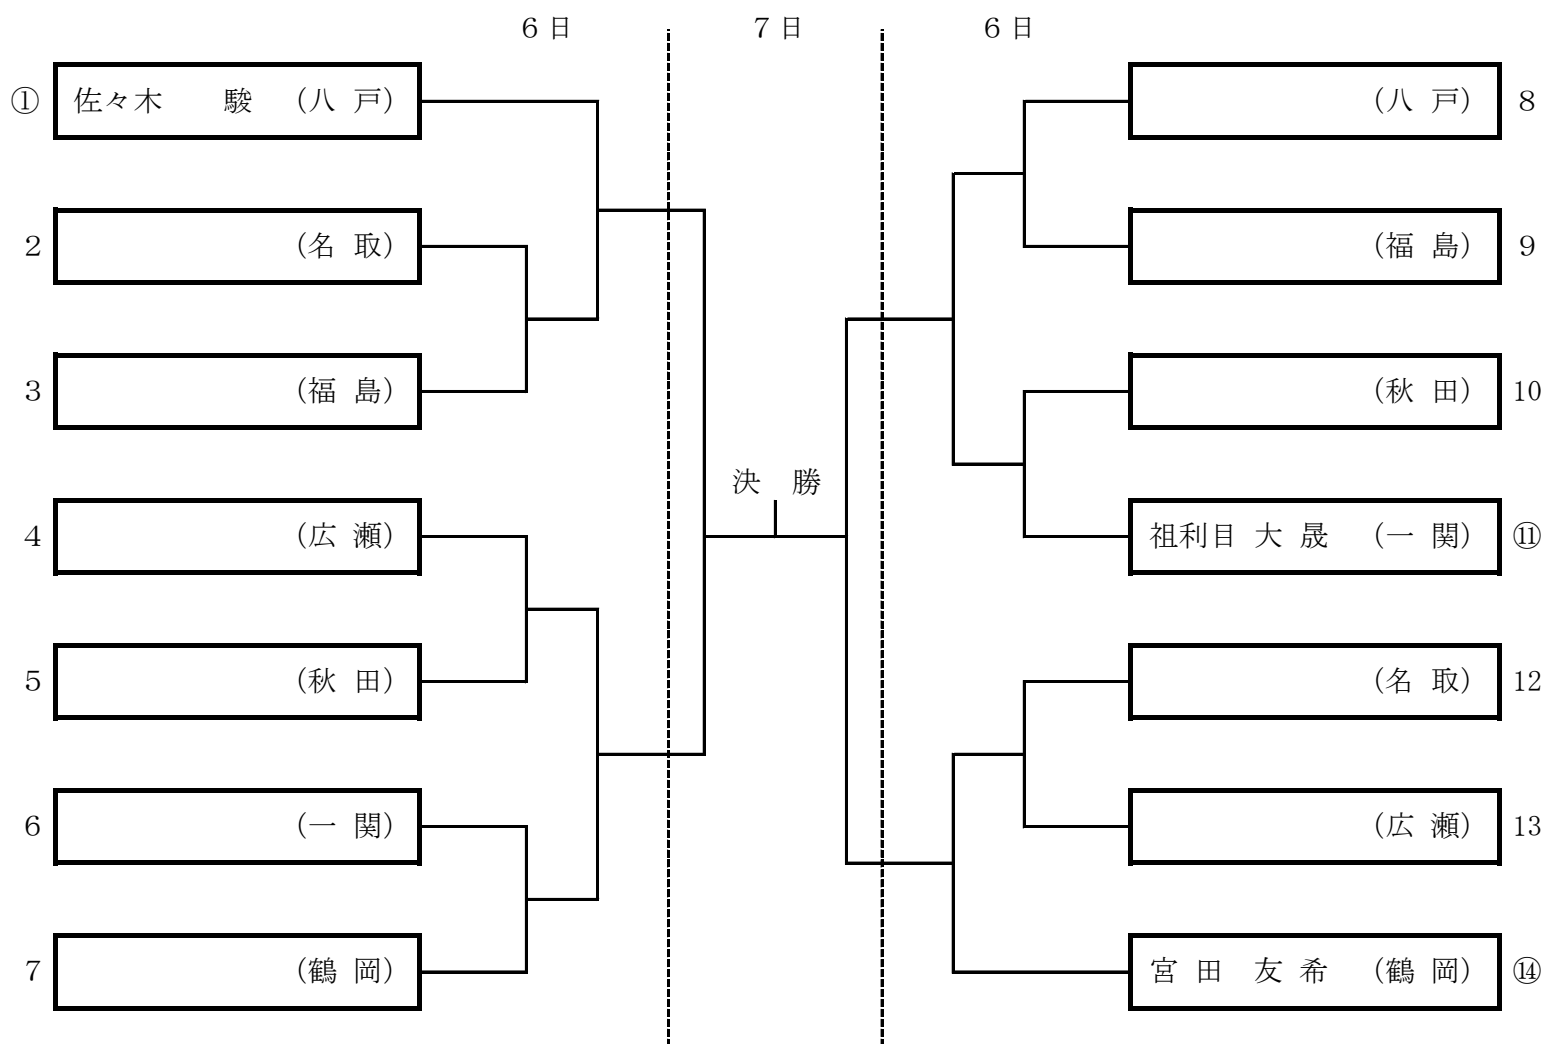 ６日 ７日 ６日
① 佐々木　　駿　（八 戸）
2 （名 取）
3 （福 島）
4 （広 瀬）
5 （秋 田）
6 （一 関）
7 （鶴 岡）
決　勝
（八 戸） 8
（福 島） 9
（秋 田） 10
祖利目 大 晟　（一 関） ⑪
（名 取） 12
（広 瀬） 13
宮 田　友 希　（鶴 岡） ⑭